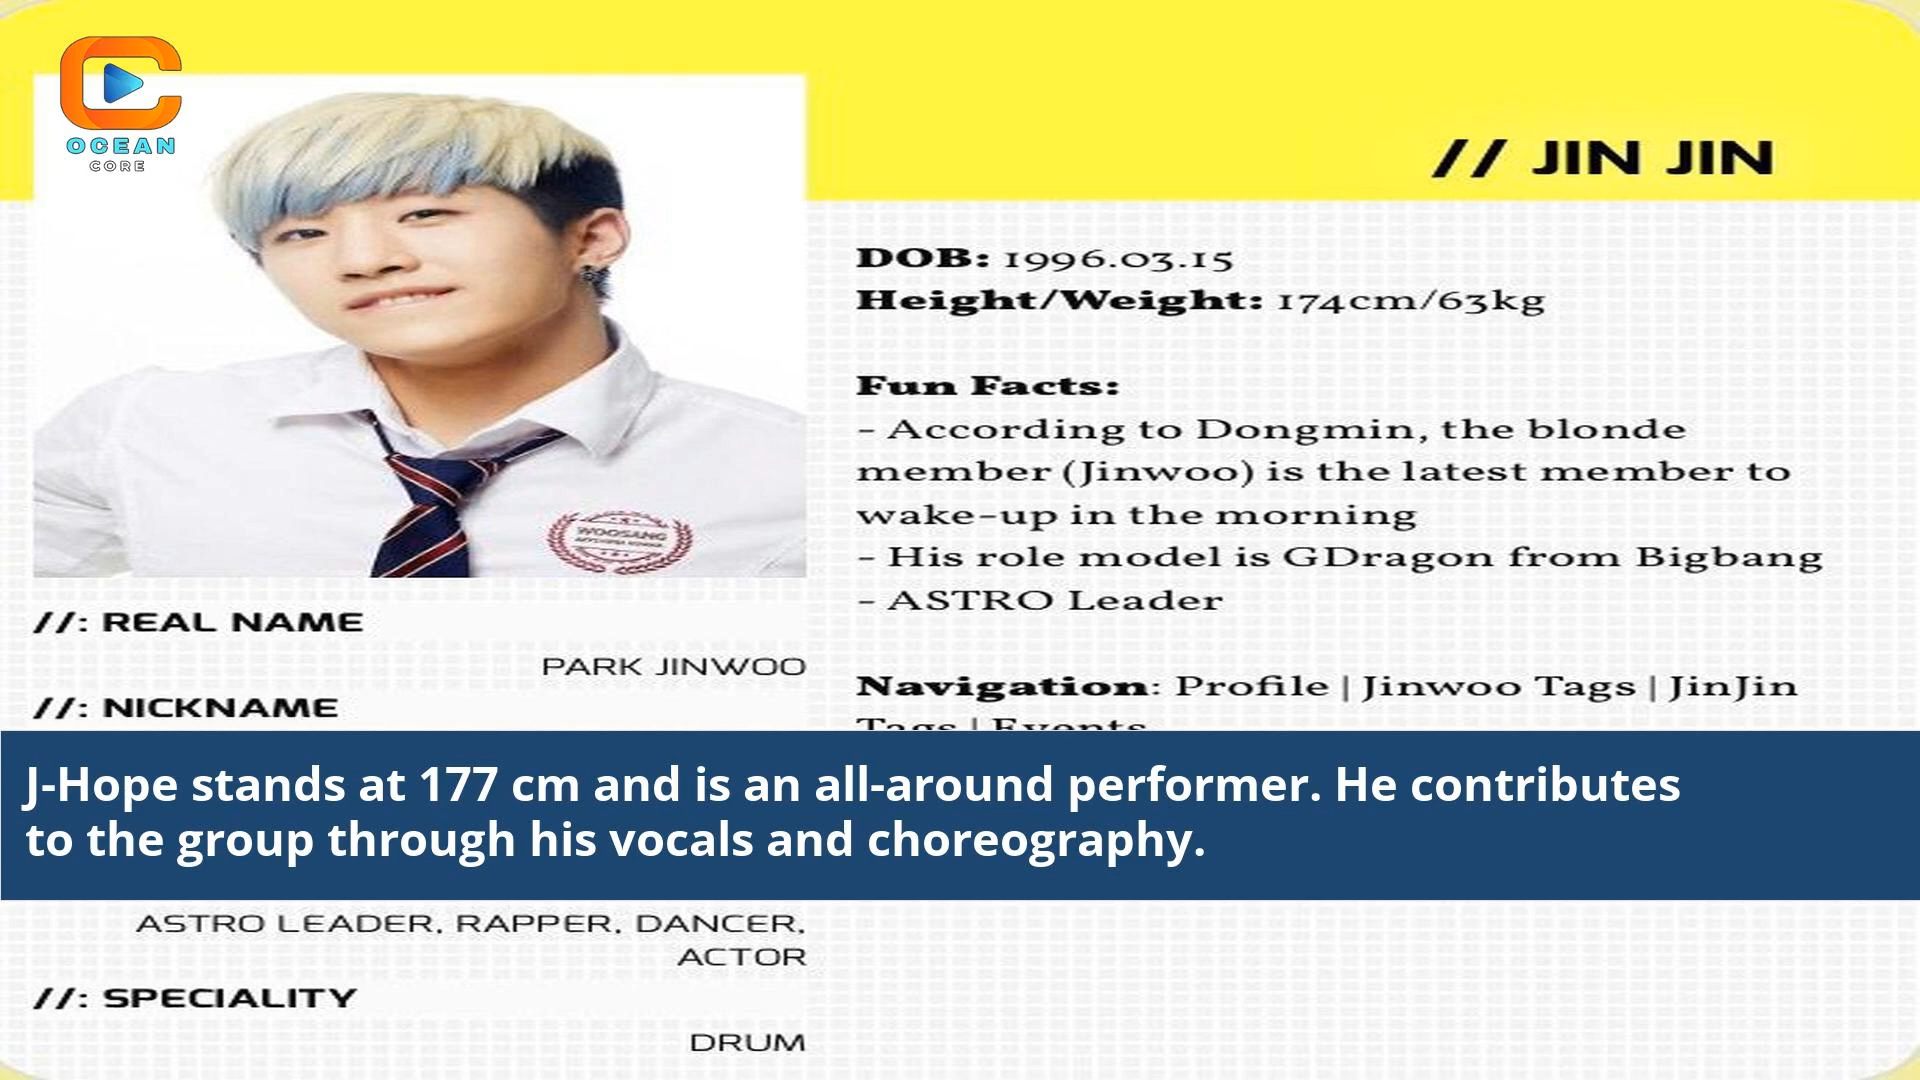 OCEAN
CORE
// JIN JIN
DOB: 1996.03.15
Height/Weight: 174cm/63kg
Fun Facts:
- According to Dongmin, the blonde
member (Jinwoo) is the latest member to
wake-up in the morning
- His role model is GDragon from Bigbang
- ASTRO Leader
Navigation: Profile | Jinwoo Tags | JinJin
Tags | Events
WOOSANG
//: REAL NAME
PARK JINWOO
//: NICKNAME
J-Hope stands at 177 cm and is an all-around performer. He contributes
to the group through his vocals and choreography.
ASTRO LEADER, RAPPER, DANCER,
ACTOR
//: SPECIALITY
DRUM